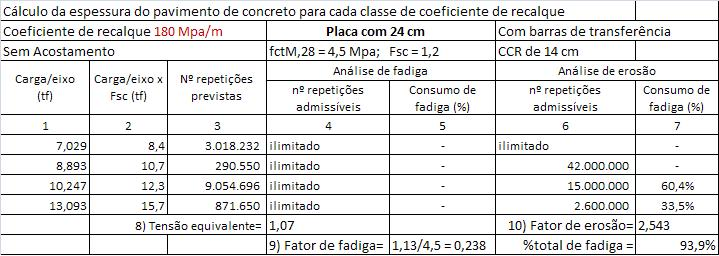 Cálculo da espessura do pavimento de concreto para cada classe de coeficiente de recalque
Coeficiente de recalque 180 Mpa/m Placa com 24 cm Com barras de transferência
Sem Acostamento fctM,28 = 4,5 Mpa; Fsc = 1,2 CCR de 14 cm
Carga/eixo (tf) Carga/eixo x Fsc (tf) Nº repetições previstas Análise de fadiga Análise de erosão
nº repetições admissíveis Consumo de fadiga (%) nº repetições admissíveis Consumo de fadiga (%)
1 2 3 4 5 6 7
7,029 8,4 3.018.232 ilimitado - ilimitado -
8,893 10,7 290.550 ilimitado - 42.000.000 -
10,247 12,3 9.054.696 ilimitado - 15.000.000 60,4%
13,093 15,7 871.650 ilimitado - 2.600.000 33,5%
8) Tensão equivalente= 1,07 10) Fator de erosão= 2,543
9) Fator de fadiga= 1,13/4,5 = 0,238 %total de fadiga = 93,9%